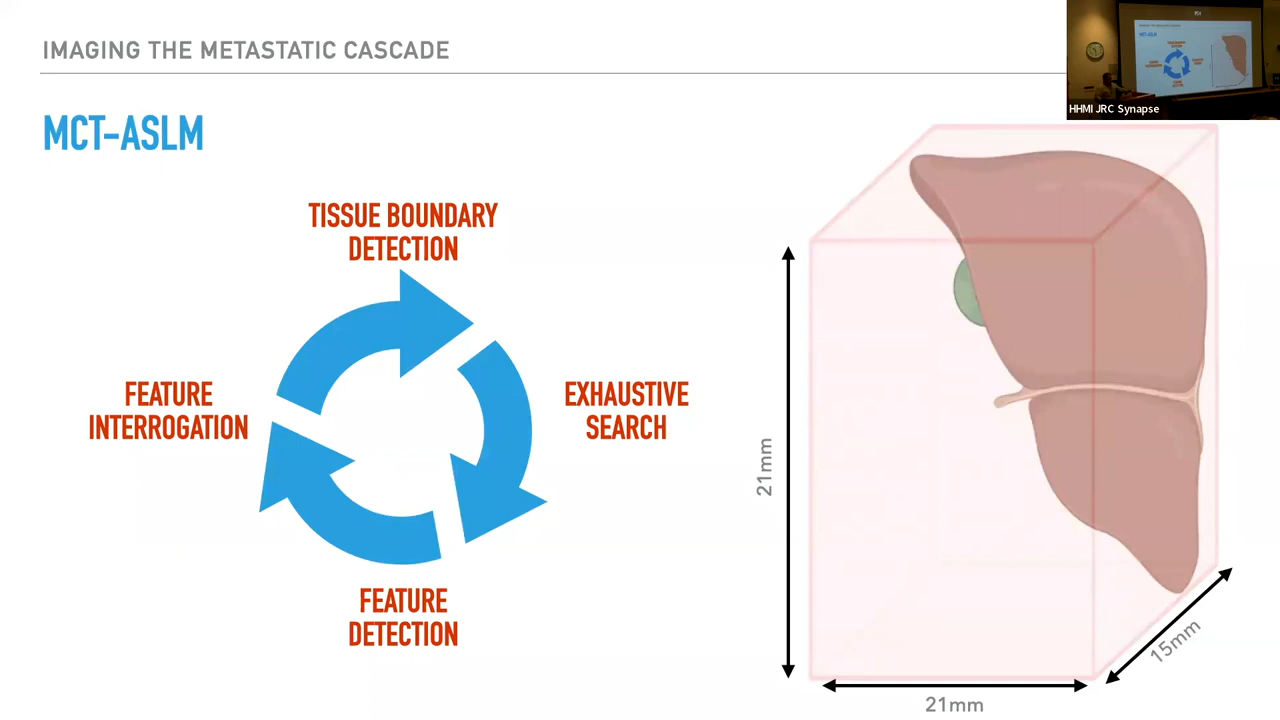 IMAGING THE METASTATIC CASCADE
HHMI JRC Synapse
MCT-ASLM
TISSUE BOUNDARY
DETECTION
FEATURE
INTERROGATION
EXHAUSTIVE
SEARCH
FEATURE
DETECTION
21mm
15mm
21mm